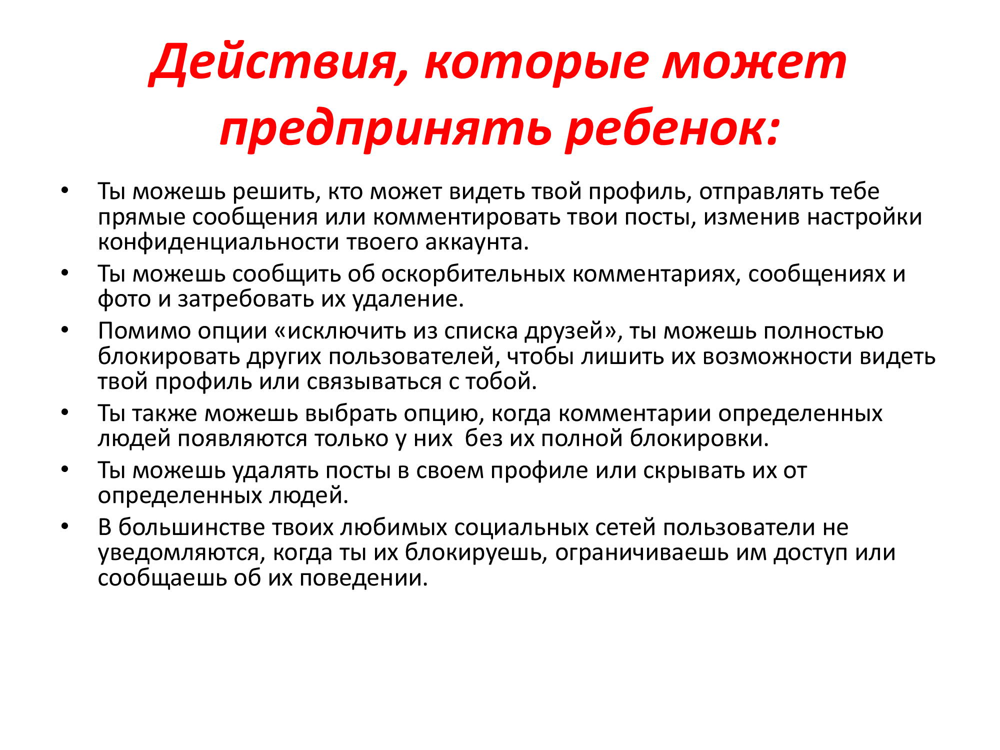 Действия, которые может
предпринять ребенок:
• Ты можешь решить, кто может видеть твой профиль, отправлять тебе
прямые сообщения или комментировать твои посты, изменив настройки
конфиденциальности твоего аккаунта.
• Ты можешь сообщить об оскорбительных комментариях, сообщениях и
фото и затребовать их удаление.
• Помимо опции «исключить из списка друзей», ты можешь полностью
блокировать других пользователей, чтобы лишить их возможности видеть
твой профиль или связываться с тобой.
• Ты также можешь выбрать опцию, когда комментарии определенных
людей появляются только у них  без их полной блокировки.
• Ты можешь удалять посты в своем профиле или скрывать их от
определенных людей.
• В большинстве твоих любимых социальных сетей пользователи не
уведомляются, когда ты их блокируешь, ограничиваешь им доступ или
сообщаешь об их поведении.